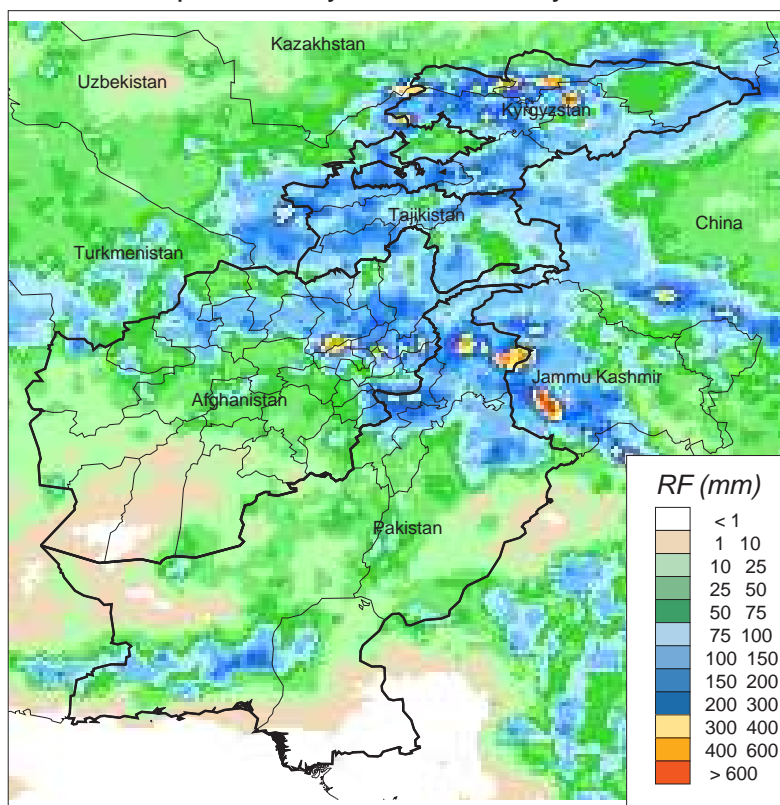 Kazakhstan
Uzbekistan
Kyrgyzstan
Tajikistan
China
Turkmenistan
Jammu Kashmir
Afghanistan
Pakistan
RF (mm)
< 1
1 10
10 25
25 50
50 75
75 100
100 150
150 200
200 300
300 400
400 600
> 600